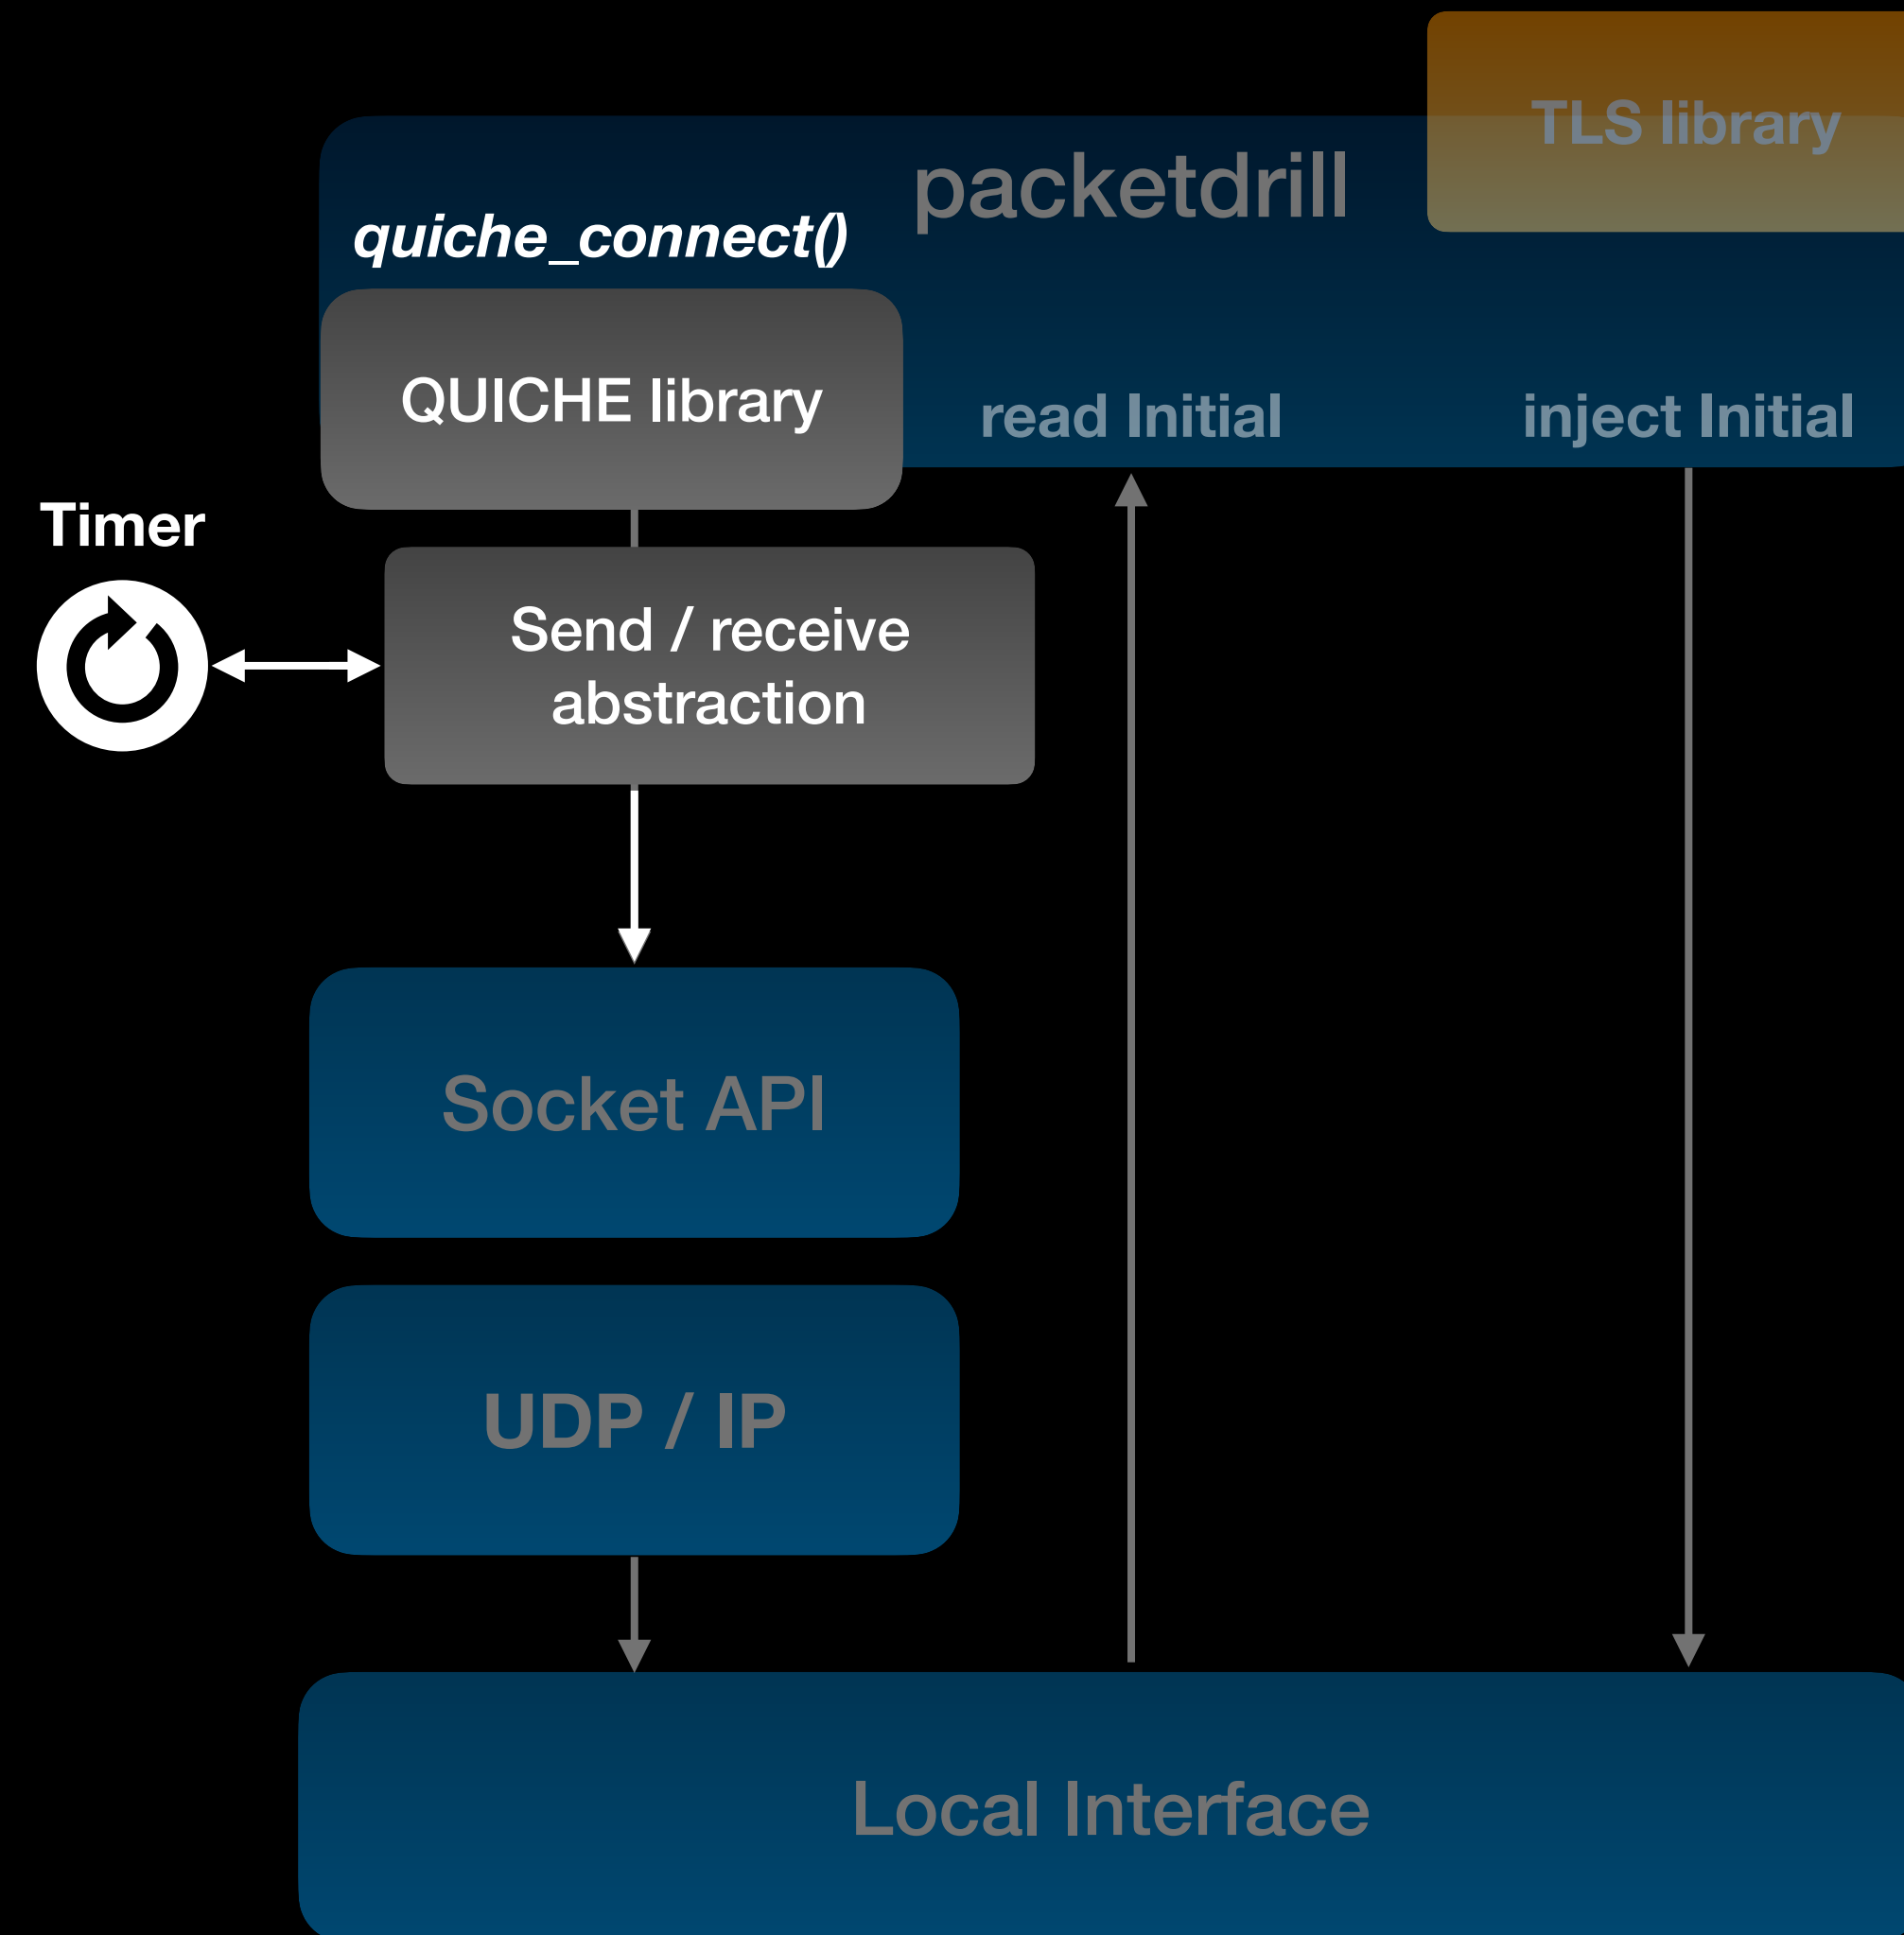 TLS library
packetdrill
quiche_connect()
QUICHE library
read Initial
inject Initial
Timer
Send / receive
abstraction
Socket API
UDP / IP
Local Interface